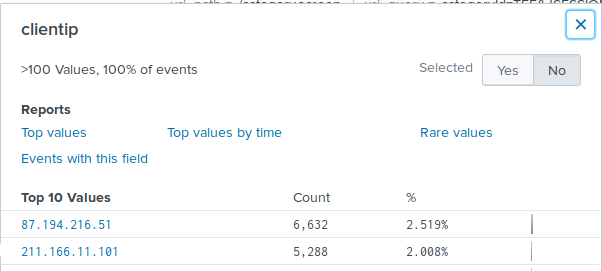 clientip
>100 Values, 100% of events Selected Yes No
Reports
Top values Top values by time Rare values
Events with this field
Top 10 Values Count %
87.194.216.51 6,632 2.519%
211.166.11.101 5,288 2.008%